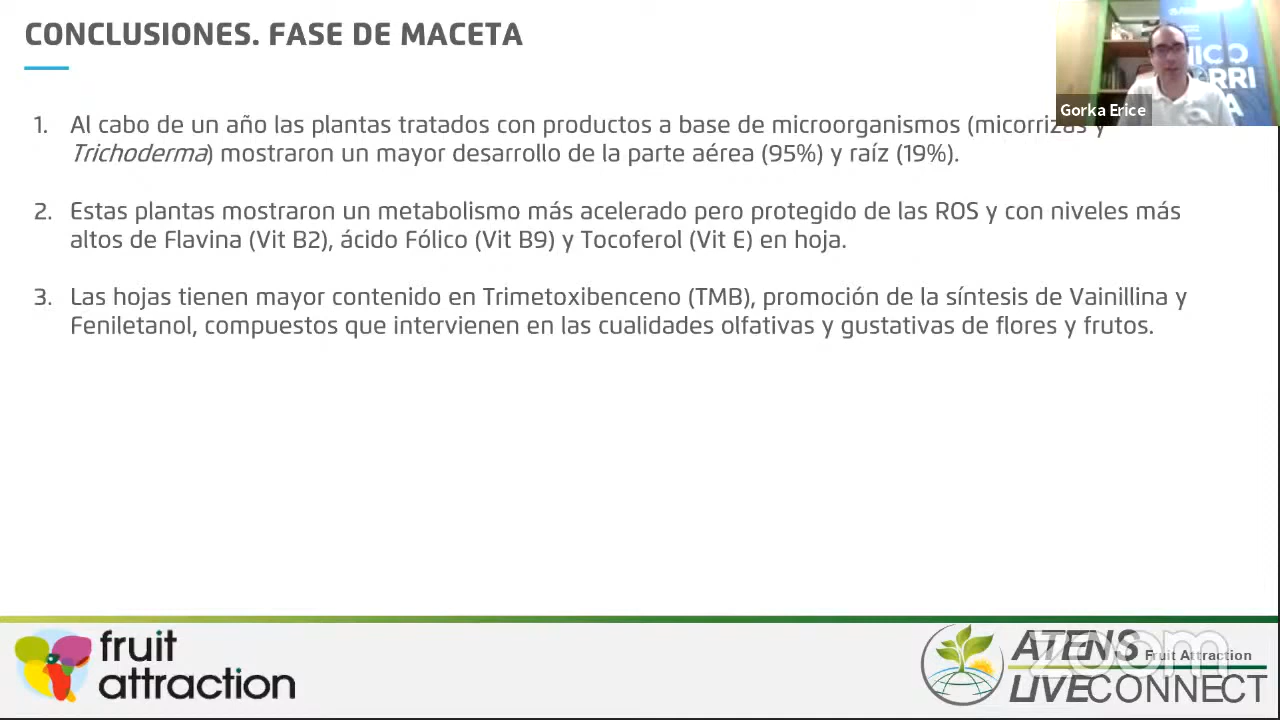 CONCLUSIONES. FASE DE MACETA
Gorka Erice
1. Al cabo de un año las plantas tratados con productos a base de microorganismos (micorrizas y
Trichoderma) mostraron un mayor desarrollo de la parte aérea (95%) y raíz (19%).
2. Estas plantas mostraron un metabolismo más acelerado pero protegido de las ROS y con niveles más
altos de Flavina (Vit B2), ácido Fólico (Vit B9) y Tocoferol (Vit E) en hoja.
3. Las hojas tienen mayor contenido en Trimetoxibenceno (TMB), promoción de la síntesis de Vainillina y
Feniletanol, compuestos que intervienen en las cualidades olfativas y gustativas de flores y frutos.
fruit
attraction
ATENS Fruit Attraction
zoom
LIVECONNECT